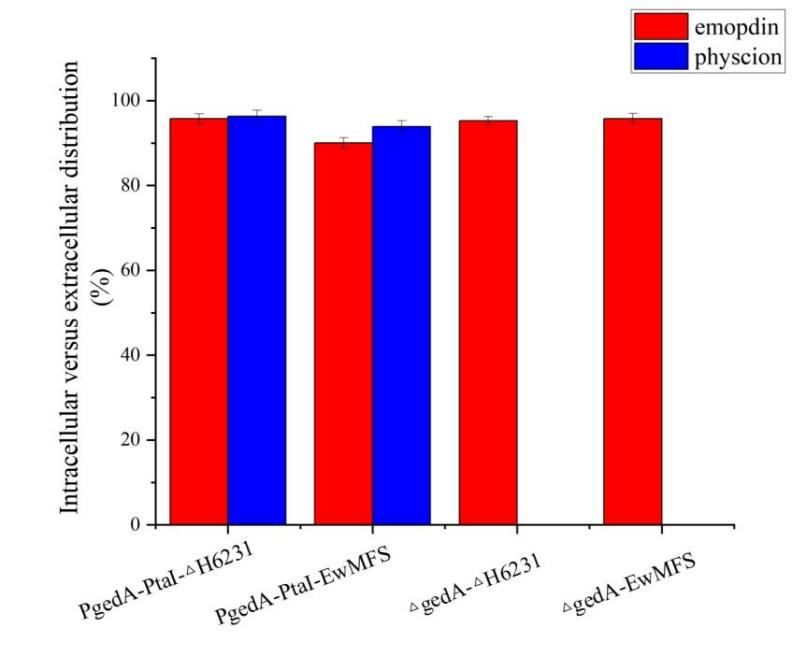 emopdin
physcion
Intracellular versus extracellular distribution
(%)
100
80
60
40
20
0
PgedA-PtaI-△H6231
PgedA-PtaI-EwMFS
△gedA-△H6231
△gedA-EwMFS